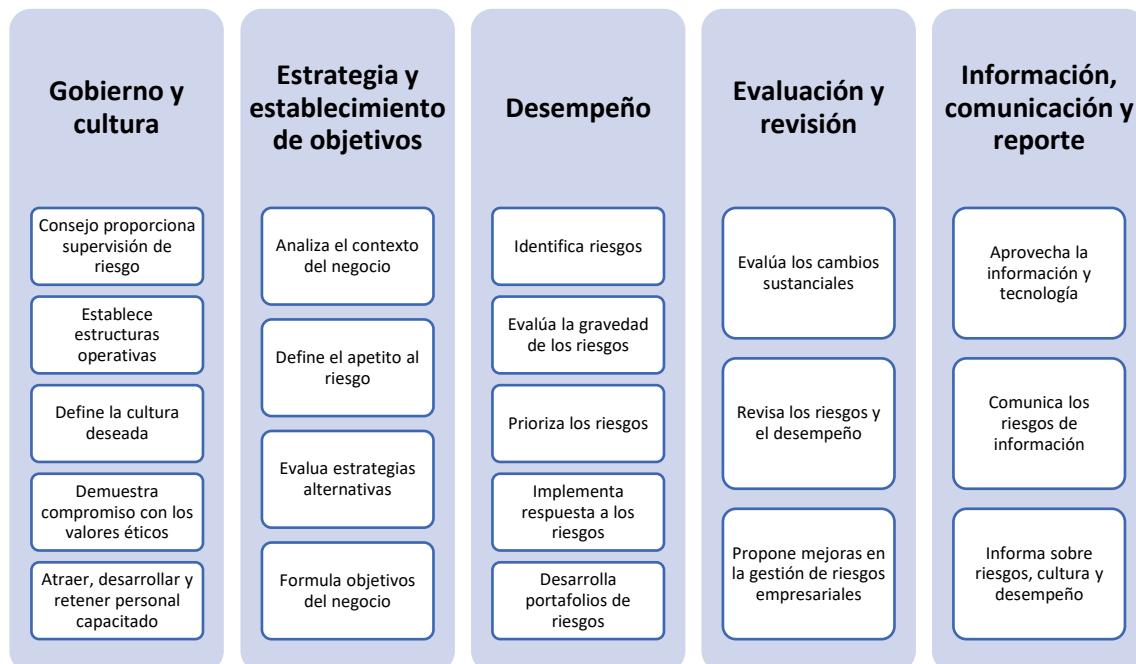 Gobierno y
cultura
Consejo proporciona
supervisión de
riesgo
Establece
estructuras
operativas
Define la cultura
deseada
Demuestra
compromiso con los
valores éticos
Atraer, desarrollar y
retener personal
capacitado
Estrategia y
establecimiento
de objetivos
Analiza el contexto
del negocio
Define el apetito al
riesgo
Evalua estrategias
alternativas
Formula objetivos
del negocio
Desempeño
Identifica riesgos
Evalúa la gravedad
de los riesgos
Prioriza los riesgos
Implementa
respuesta a los
riesgos
Desarrolla
portafolios de
riesgos
Evaluación y
revisión
Evalúa los cambios
sustanciales
Revisa los riesgos y
el desempeño
Propone mejoras en
la gestión de riesgos
empresariales
Información,
comunicación y
reporte
Aprovecha la
información y
tecnología
Comunica los
riesgos de
información
Informa sobre
riesgos, cultura y
desempeño